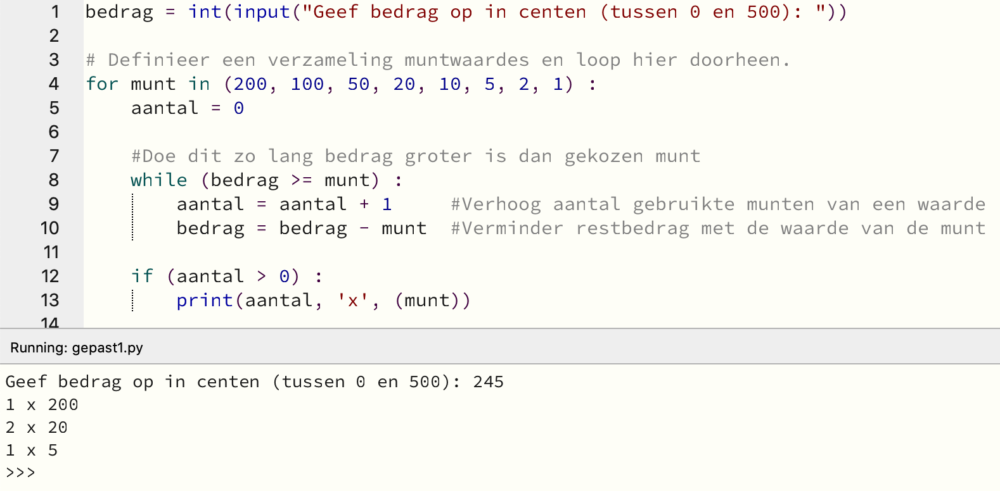 1 bedrag = int(input("Geef bedrag op in centen (tussen 0 en 500): "))
2
3 # Definieer een verzameling muntwaardes en loop hier doorheen.
4 for munt in (200, 100, 50, 20, 10, 5, 2, 1) :
5     aantal = 0
6
7     #Doe dit zo lang bedrag groter is dan gekozen munt
8     while (bedrag >= munt) :
9         aantal = aantal + 1     #Verhoog aantal gebruikte munten van een waarde
10         bedrag = bedrag - munt  #Verminder restbedrag met de waarde van de munt
11
12     if (aantal > 0) :
13         print(aantal, 'x', (munt))
14
Running: gepast1.py
Geef bedrag op in centen (tussen 0 en 500): 245
1 x 200
2 x 20
1 x 5
>>>